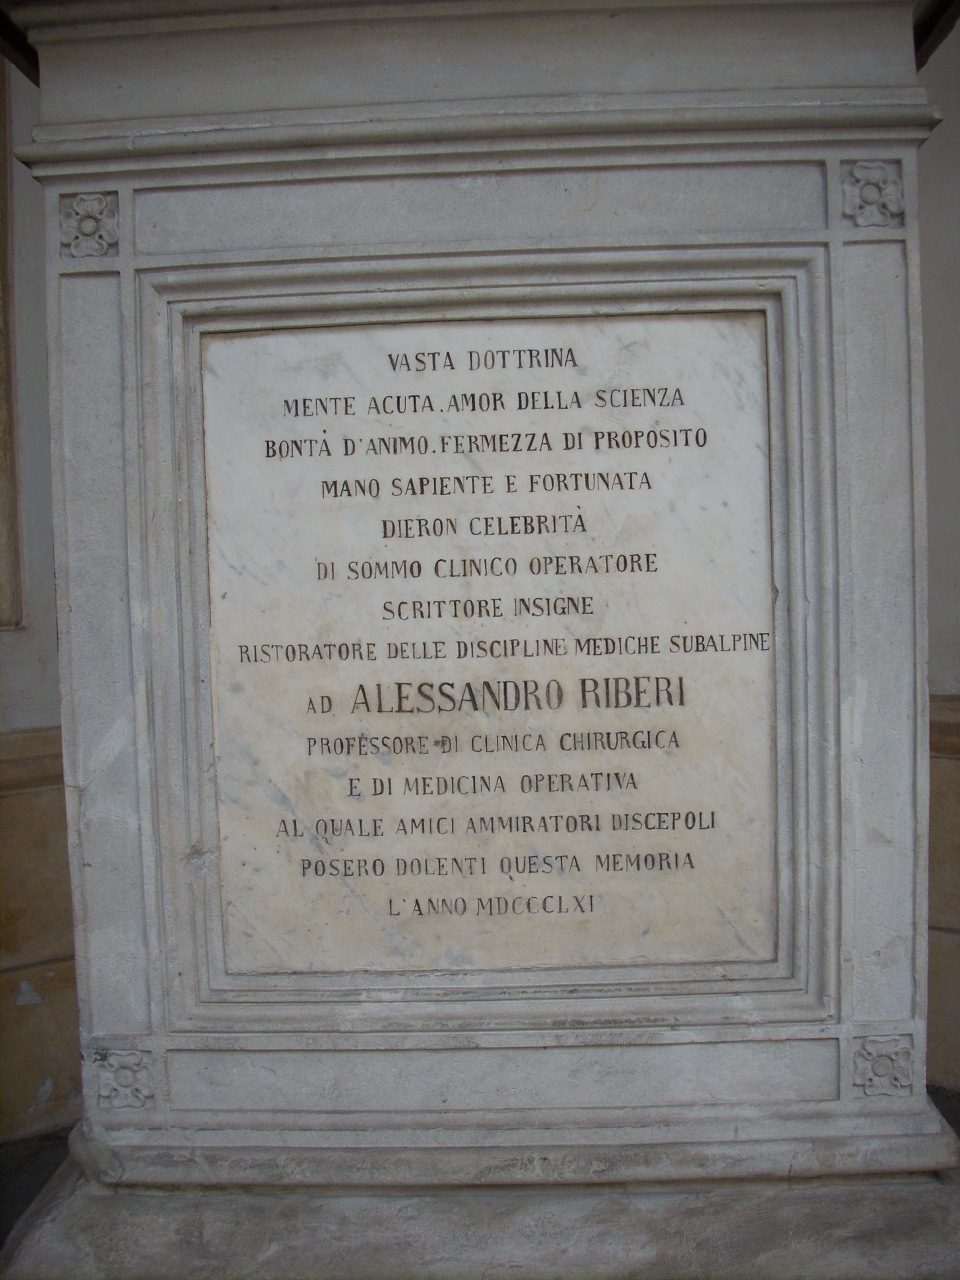 VASTA DOTTRINA
MENTE ACUTA . AMOR DELLA SCIENZA
BONTÀ D'ANIMO . FERMEZZA DI PROPOSITO
MANO SAPIENTE E FORTUNATA
DIERON CELEBRITÀ
DI SOMMO CLINICO OPERATORE
SCRITTORE INSIGNE
RISTORATORE DELLE DISCIPLINE MEDICHE SUBALPINE
AD ALESSANDRO RIBERI
PROFESSORE DI CLINICA CHIRURGICA
E DI MEDICINA OPERATIVA
AL QUALE AMICI AMMIRATORI DISCEPOLI
POSERO DOLENTI QUESTA MEMORIA
L'ANNO MDCCCLXI